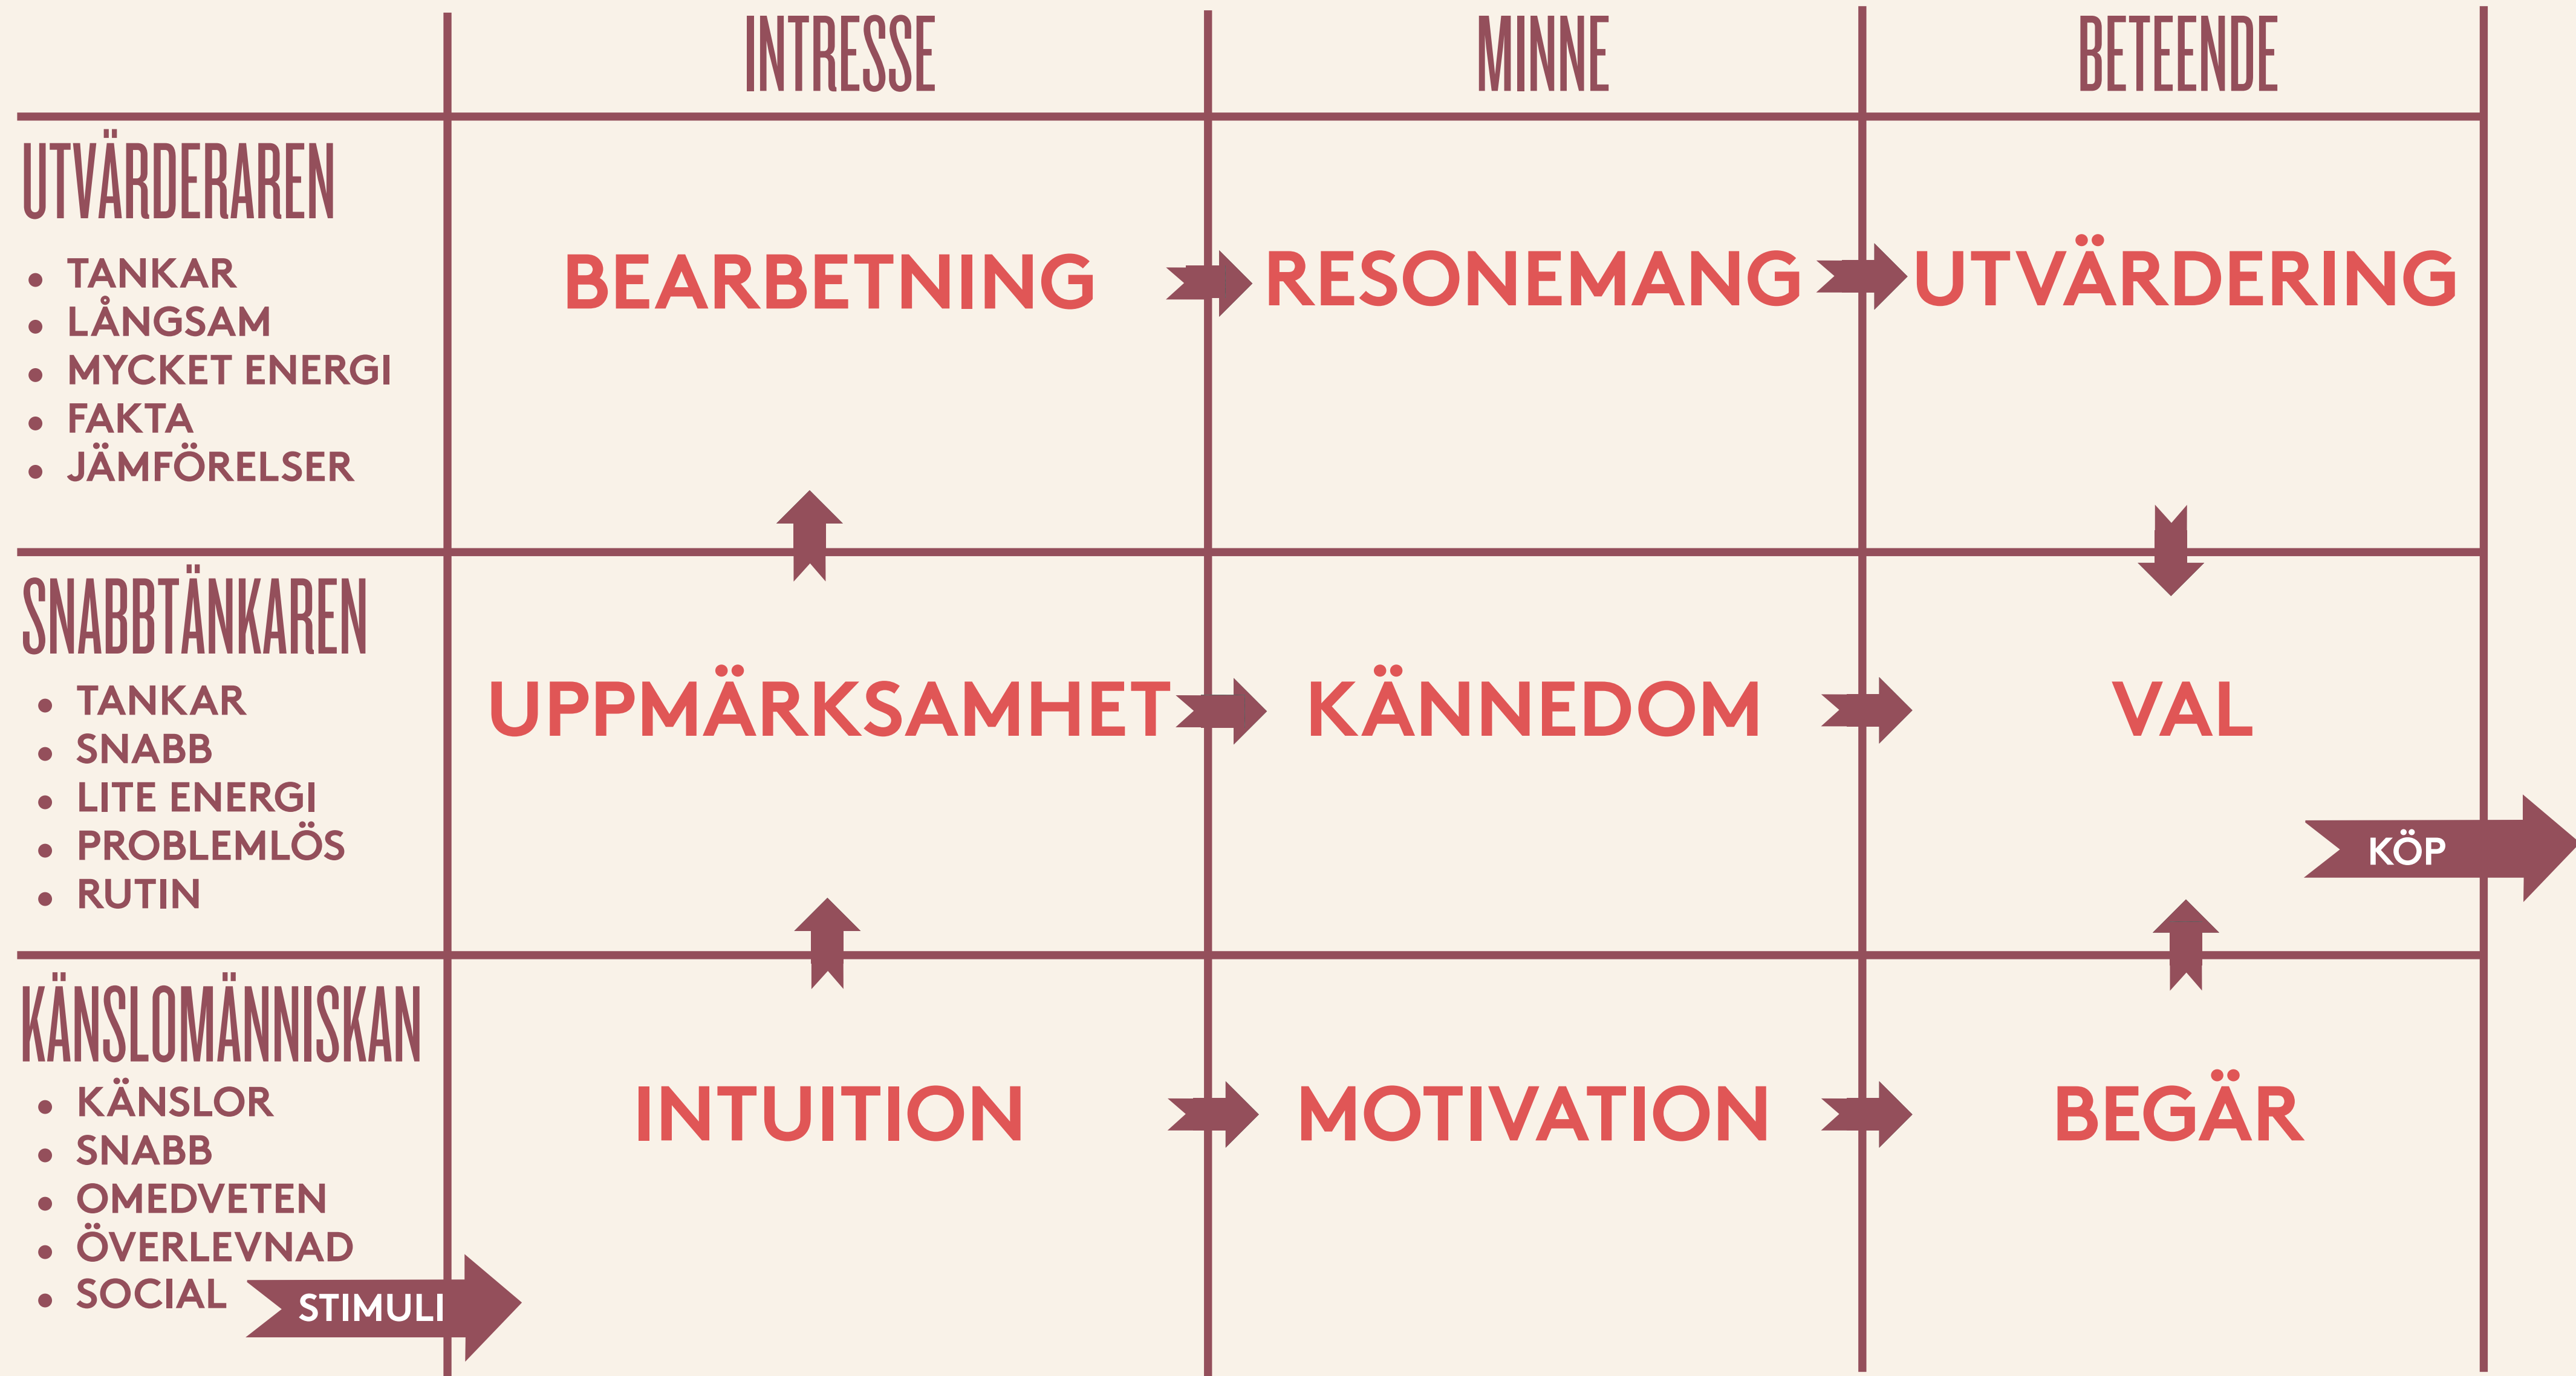 INTRESSE
MINNE
BETEENDE
UTVÄRDERAREN
• TANKAR
• LÅNGSAM
• MYCKET ENERGI
• FAKTA
• JÄMFÖRELSER
BEARBETNING
RESONEMANG
UTVÄRDERING
SNABBTÄNKAREN
• TANKAR
• SNABB
• LITE ENERGI
• PROBLEMLÖS
• RUTIN
UPPMÄRKSAMHET
KÄNNEDOM
VAL
KÖP
KÄNSLOMÄNNISKAN
• KÄNSLOR
• SNABB
• OMEDVETEN
• ÖVERLEVNAD
• SOCIAL
STIMULI
INTUITION
MOTIVATION
BEGÄR